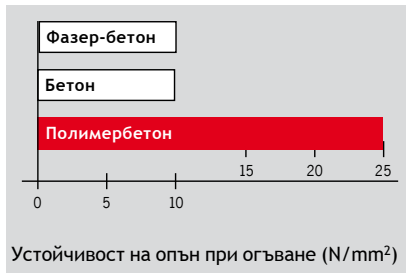 Фазер-бетон
Бетон
Полимербетон
15 20 25
0 5 10
Устойчивост на опън при огъване (N/mm²)